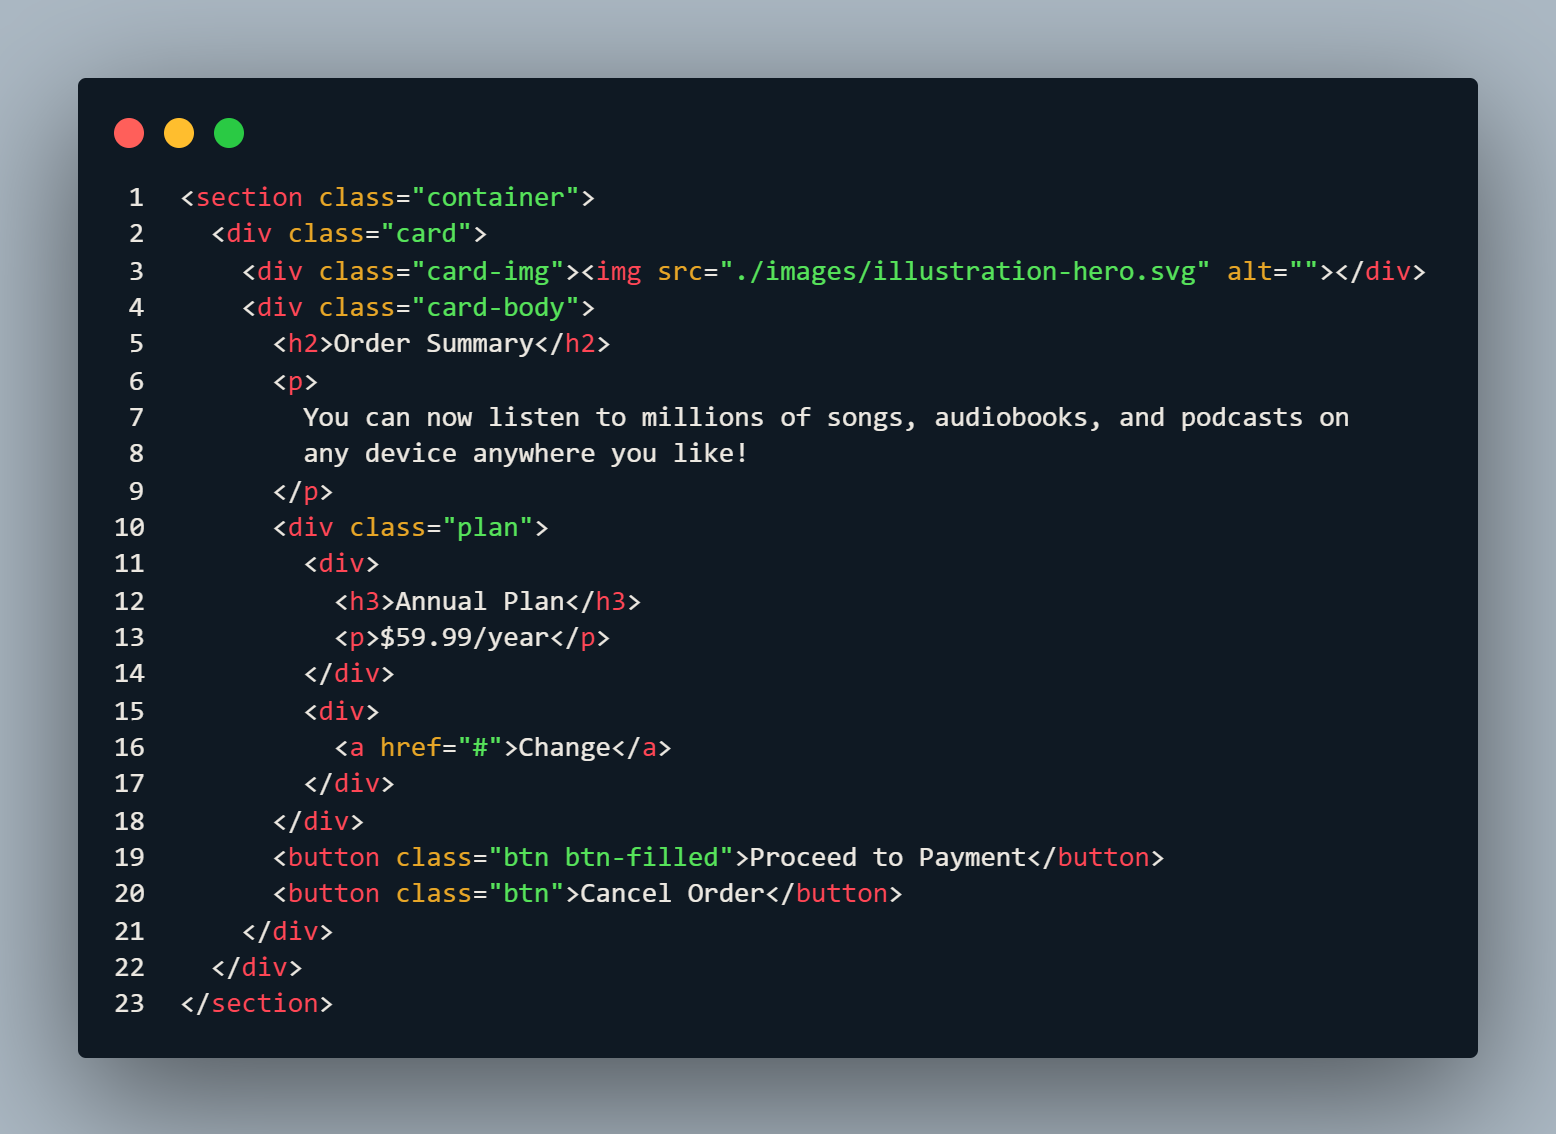 1 <section class="container">
2   <div class="card">
3     <div class="card-img"><img src="./images/illustration-hero.svg" alt=""></div>
4     <div class="card-body">
5       <h2>Order Summary</h2>
6       <p>
7         You can now listen to millions of songs, audiobooks, and podcasts on
8         any device anywhere you like!
9       </p>
10       <div class="plan">
11         <div>
12           <h3>Annual Plan</h3>
13           <p>$59.99/year</p>
14         </div>
15         <div>
16           <a href="#">Change</a>
17         </div>
18       </div>
19       <button class="btn btn-filled">Proceed to Payment</button>
20       <button class="btn">Cancel Order</button>
21     </div>
22   </div>
23 </section>